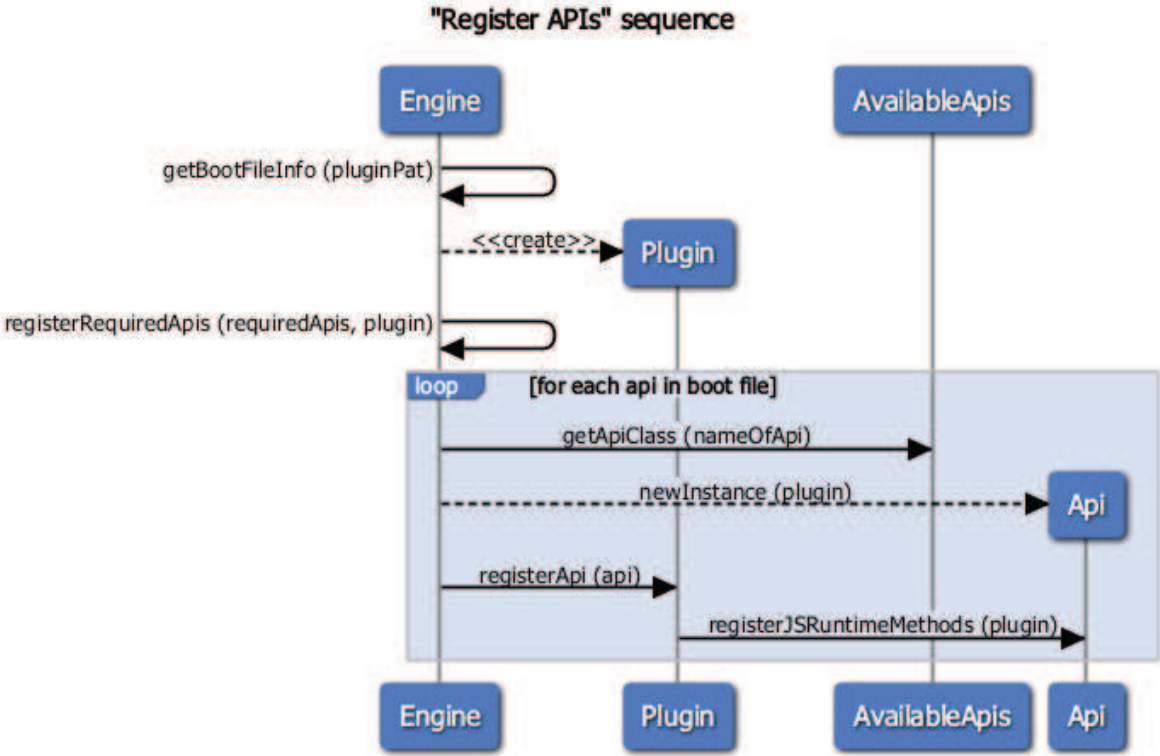 "Register APIs" sequence
Engine
AvailableApis
getBootFileInfo (pluginPat)
<<create>>
Plugin
registerRequiredApis (requiredApis, plugin)
loop
[for each api in boot file]
getApiClass (nameOfApi)
newInstance (plugin)
Api
registerApi (api)
registerJSRuntimeMethods (plugin)
Engine
Plugin
AvailableApis
Api